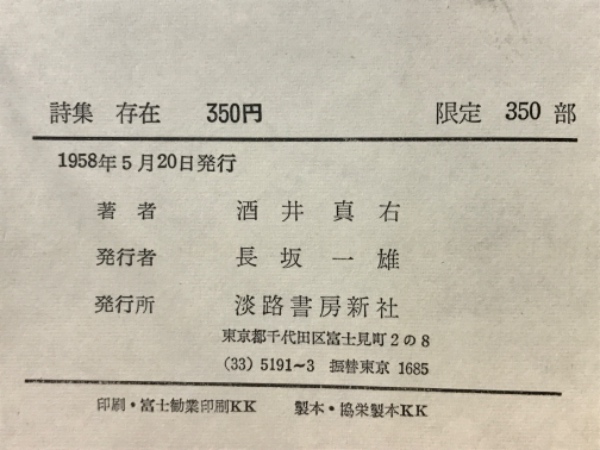 詩集 存在 350円 限定 350 部
1958年5月20日発行
著者 酒井真右
発行者 長坂一雄
発行所 淡路書房新社
東京都千代田区富士見町2の8
(33) 5191~3 振替東京 1685
印刷・富士勧業印刷KK 製本・協栄製本KK